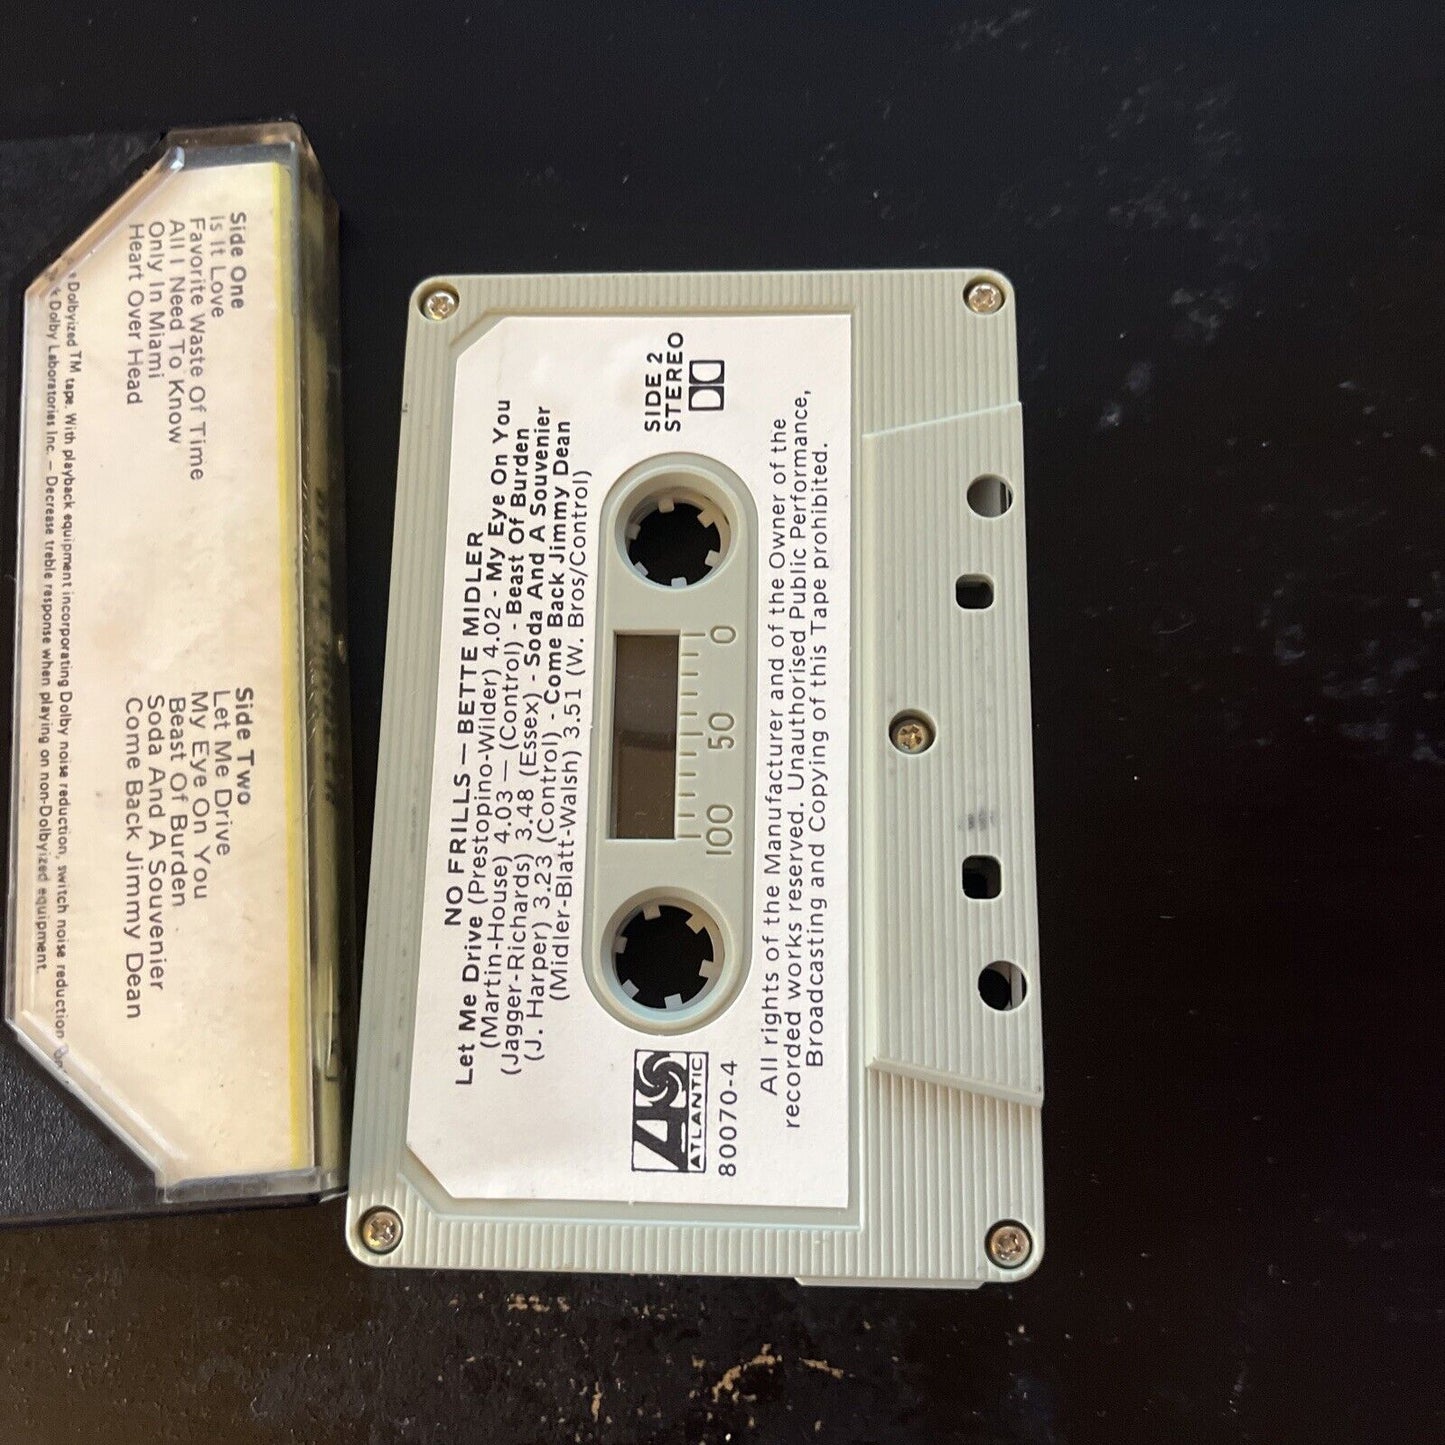 Side One
is It Love
Favorite Waste Of Time
All I Need To Know
Only In Miami
Heart Over Head
Side Two
Let Me Drive
My Eye On You
Beast Of Burden
Soda And A Souvenier
Come Back Jimmy Dean
Dolbyized TM tape. With playback equipment incorporating Dolby noise reduction, switch noise reduction
Dolby Laboratories Inc. — Decrease treble response when playing on non-Dolbyized equipment.
NO FRILLS — BETTE MIDLER
Let Me Drive (Prestopino-Wilder) 4.02 - My Eye On You
(Martin-House) 4.03 — (Control) - Beast Of Burden
(Jagger-Richards) 3.48 (Essex) - Soda And A Souvenier
(J. Harper) 3.23 (Control) - Come Back Jimmy Dean
(Midler-Blatt-Walsh) 3.51 (W. Bros/Control)
SIDE 2
STEREO
100 50 0
ATLANTIC
80070-4
All rights of the Manufacturer and of the Owner of the
recorded works reserved. Unauthorised Public Performance,
Broadcasting and Copying of this Tape prohibited.